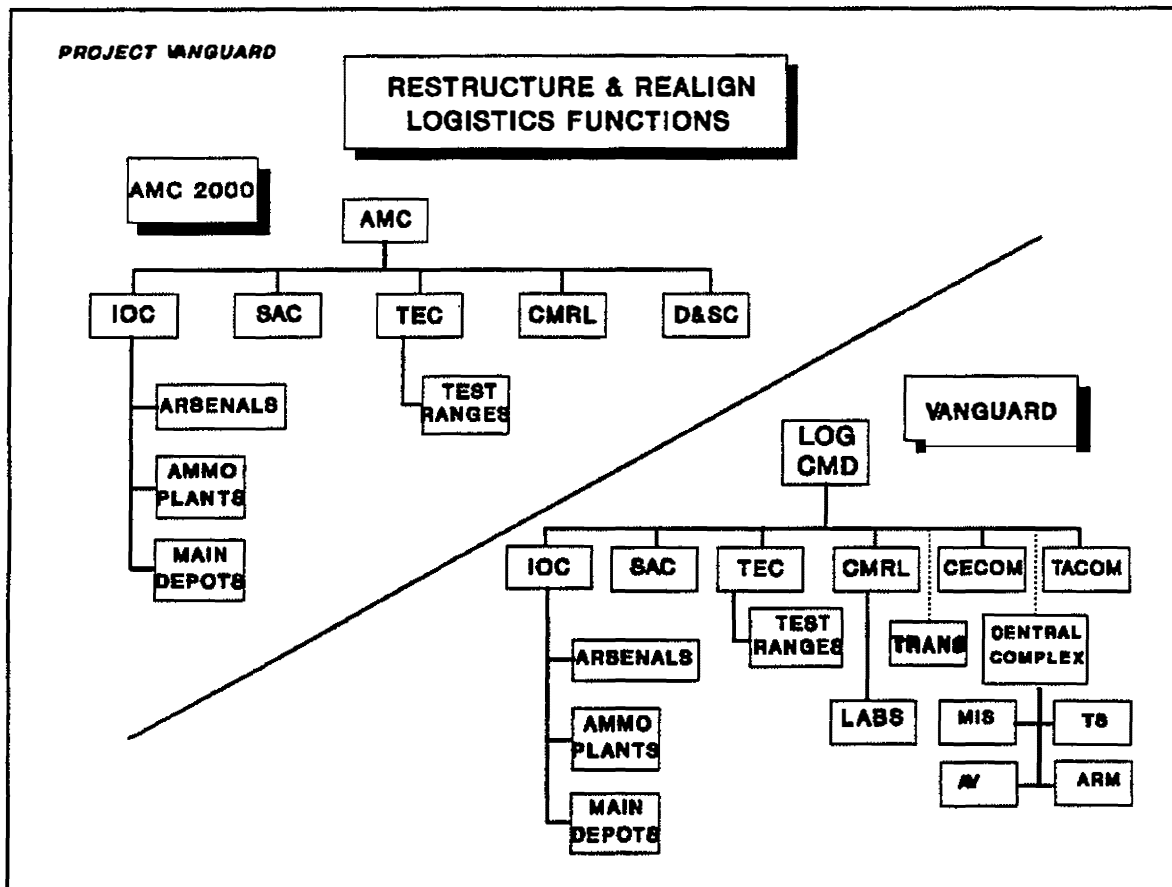 PROJECT VANGUARD
RESTRUCTURE & REALIGN
LOGISTICS FUNCTIONS
AMC 2000
AMC
IOC
SAC
TEC
CMRL
D&SC
ARSENALS
TEST
RANGES
AMMO
PLANTS
MAIN
DEPOTS
VANGUARD
LOG
CMD
IOC
SAC
TEC
CMRL
CECOM
TACOM
ARSENALS
TEST
RANGES
TRANS
CENTRAL
COMPLEX
AMMO
PLANTS
LABS
MIS
TS
AV
ARM
MAIN
DEPOTS